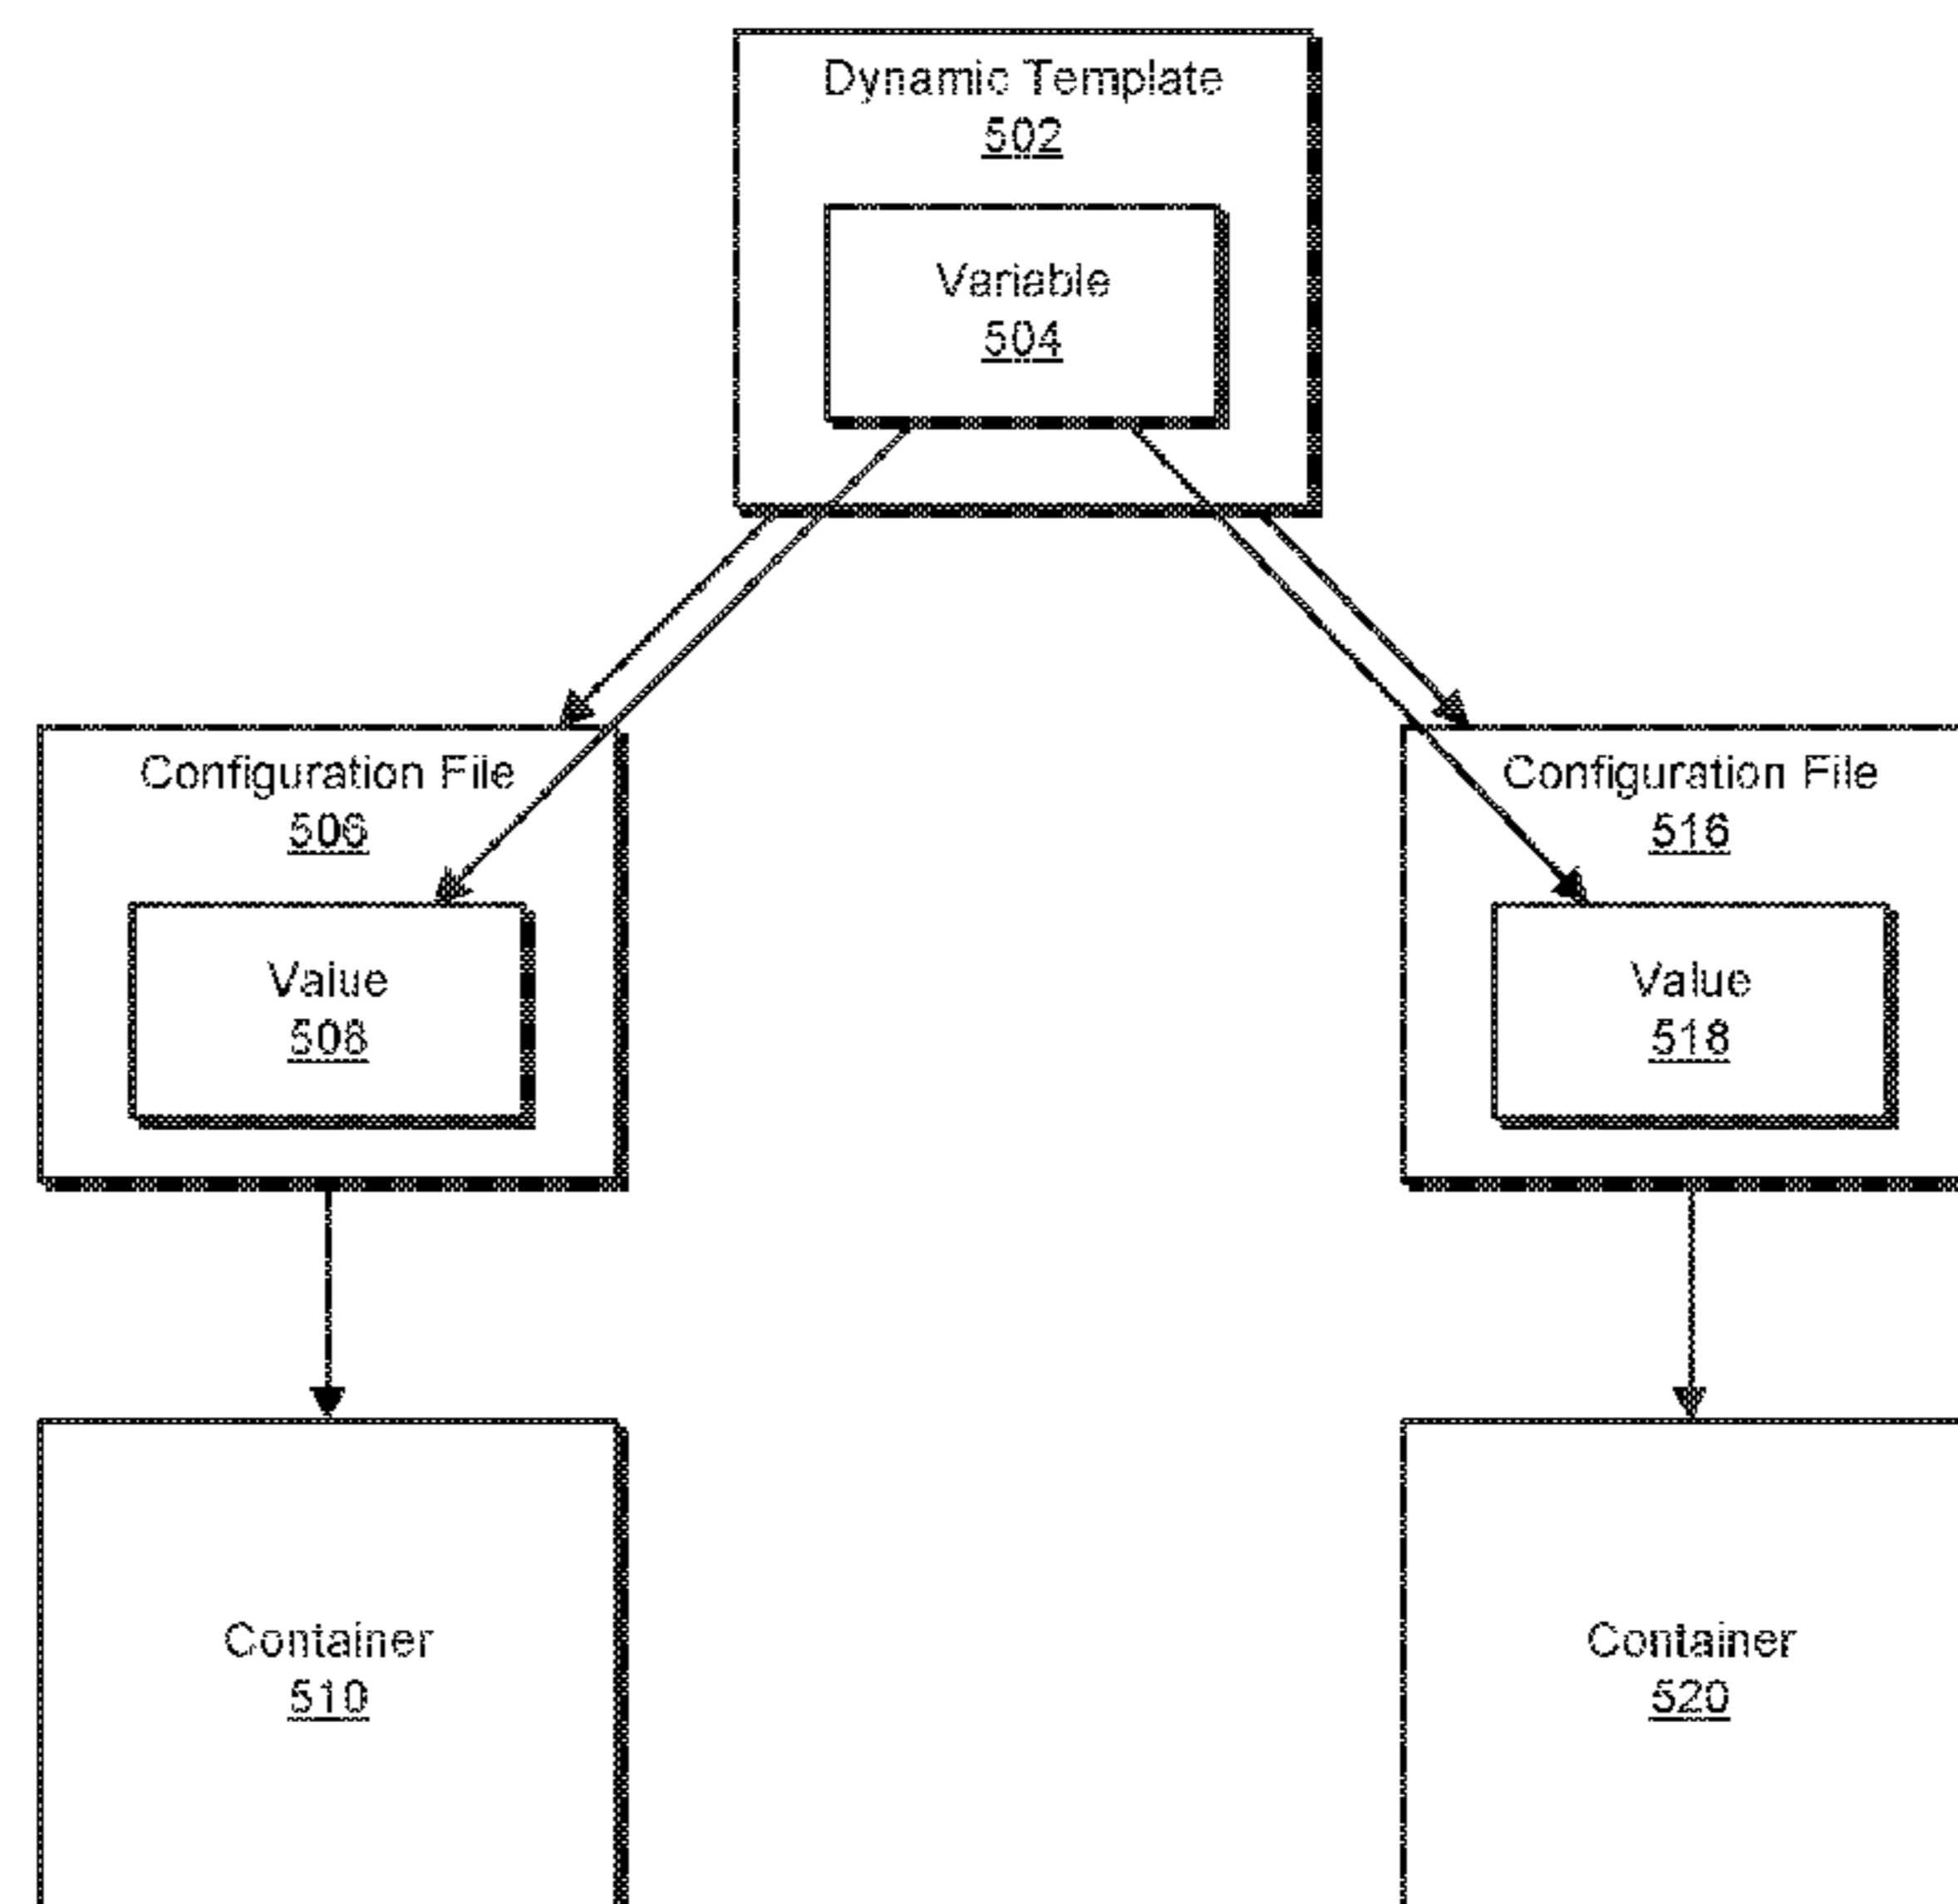 Dynamic Template
502
Variable
504
Configuration File
506
Configuration File
516
Value
508
Value
518
Container
510
Container
520